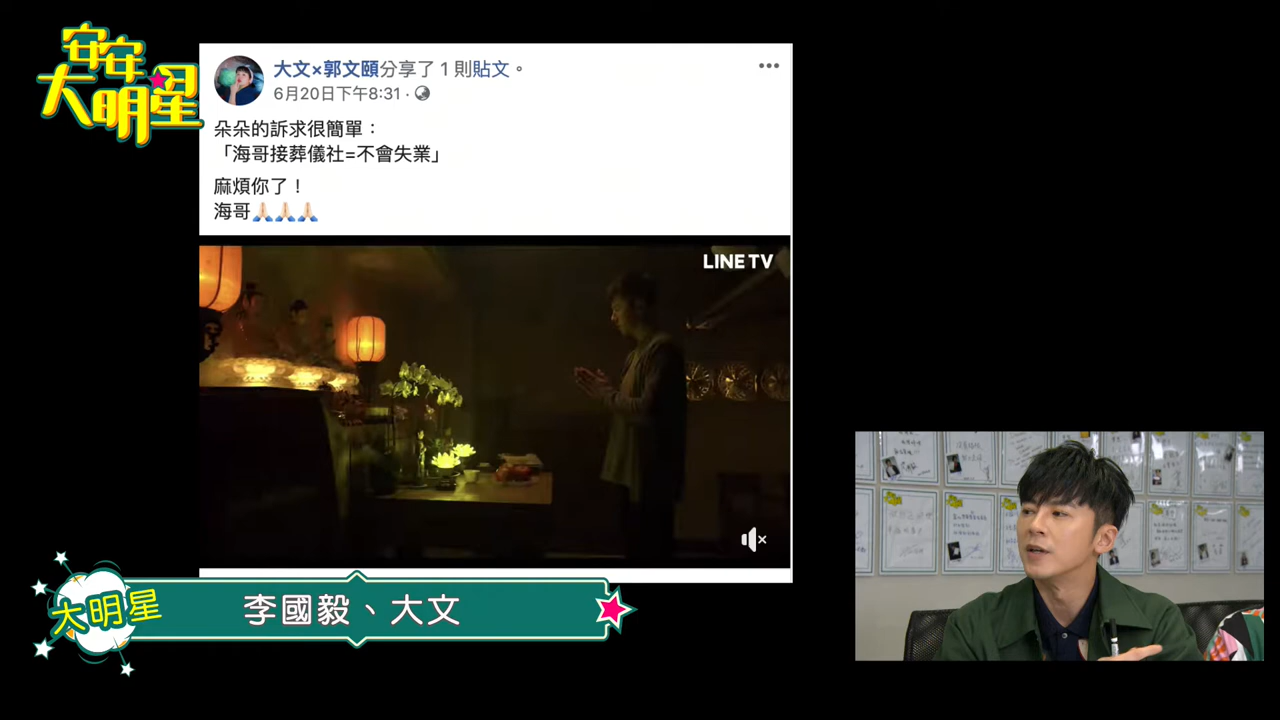 安安
大明星
大文×郭文頤分享了 1 則貼文。
6月20日下午8:31 ·
朵朵的訴求很簡單：
「海哥接葬儀社=不會失業」
麻煩你了！
海哥🙏🏻🙏🏻🙏🏻
LINE TV
大明星
李國毅、大文